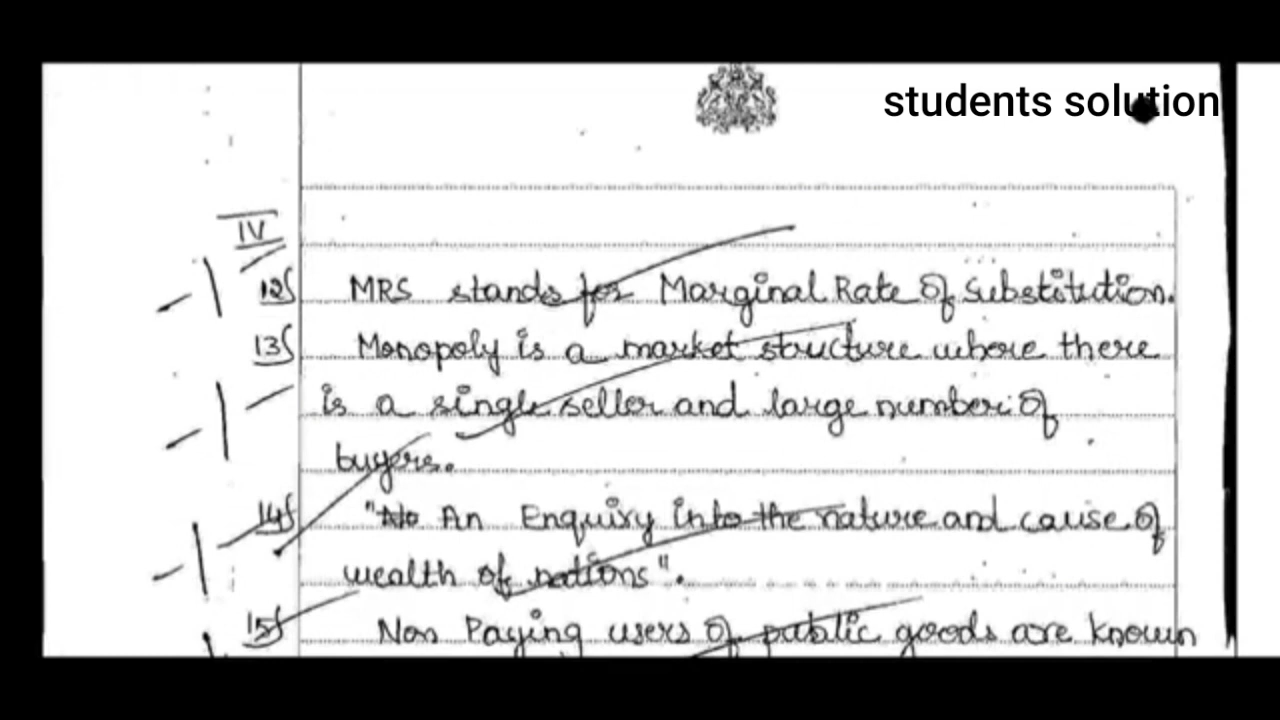 students solution
IV
12) MRS stands for Marginal Rate of Substitution.
13) Monopoly is a market structure where there
is a single seller and large number of
buyers.
14) "No An Enquiry into the nature and cause of
wealth of nations".
15) Non Paying users of public goods are known